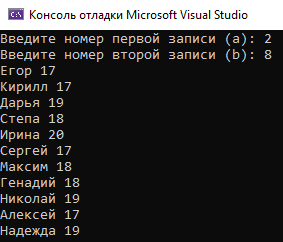 Консоль отладки Microsoft Visual Studio
Введите номер первой записи (a): 2
Введите номер второй записи (b): 8
Егор 17
Кирилл 17
Дарья 19
Степа 18
Ирина 20
Сергей 17
Максим 18
Генадий 18
Николай 19
Алексей 17
Надежда 19